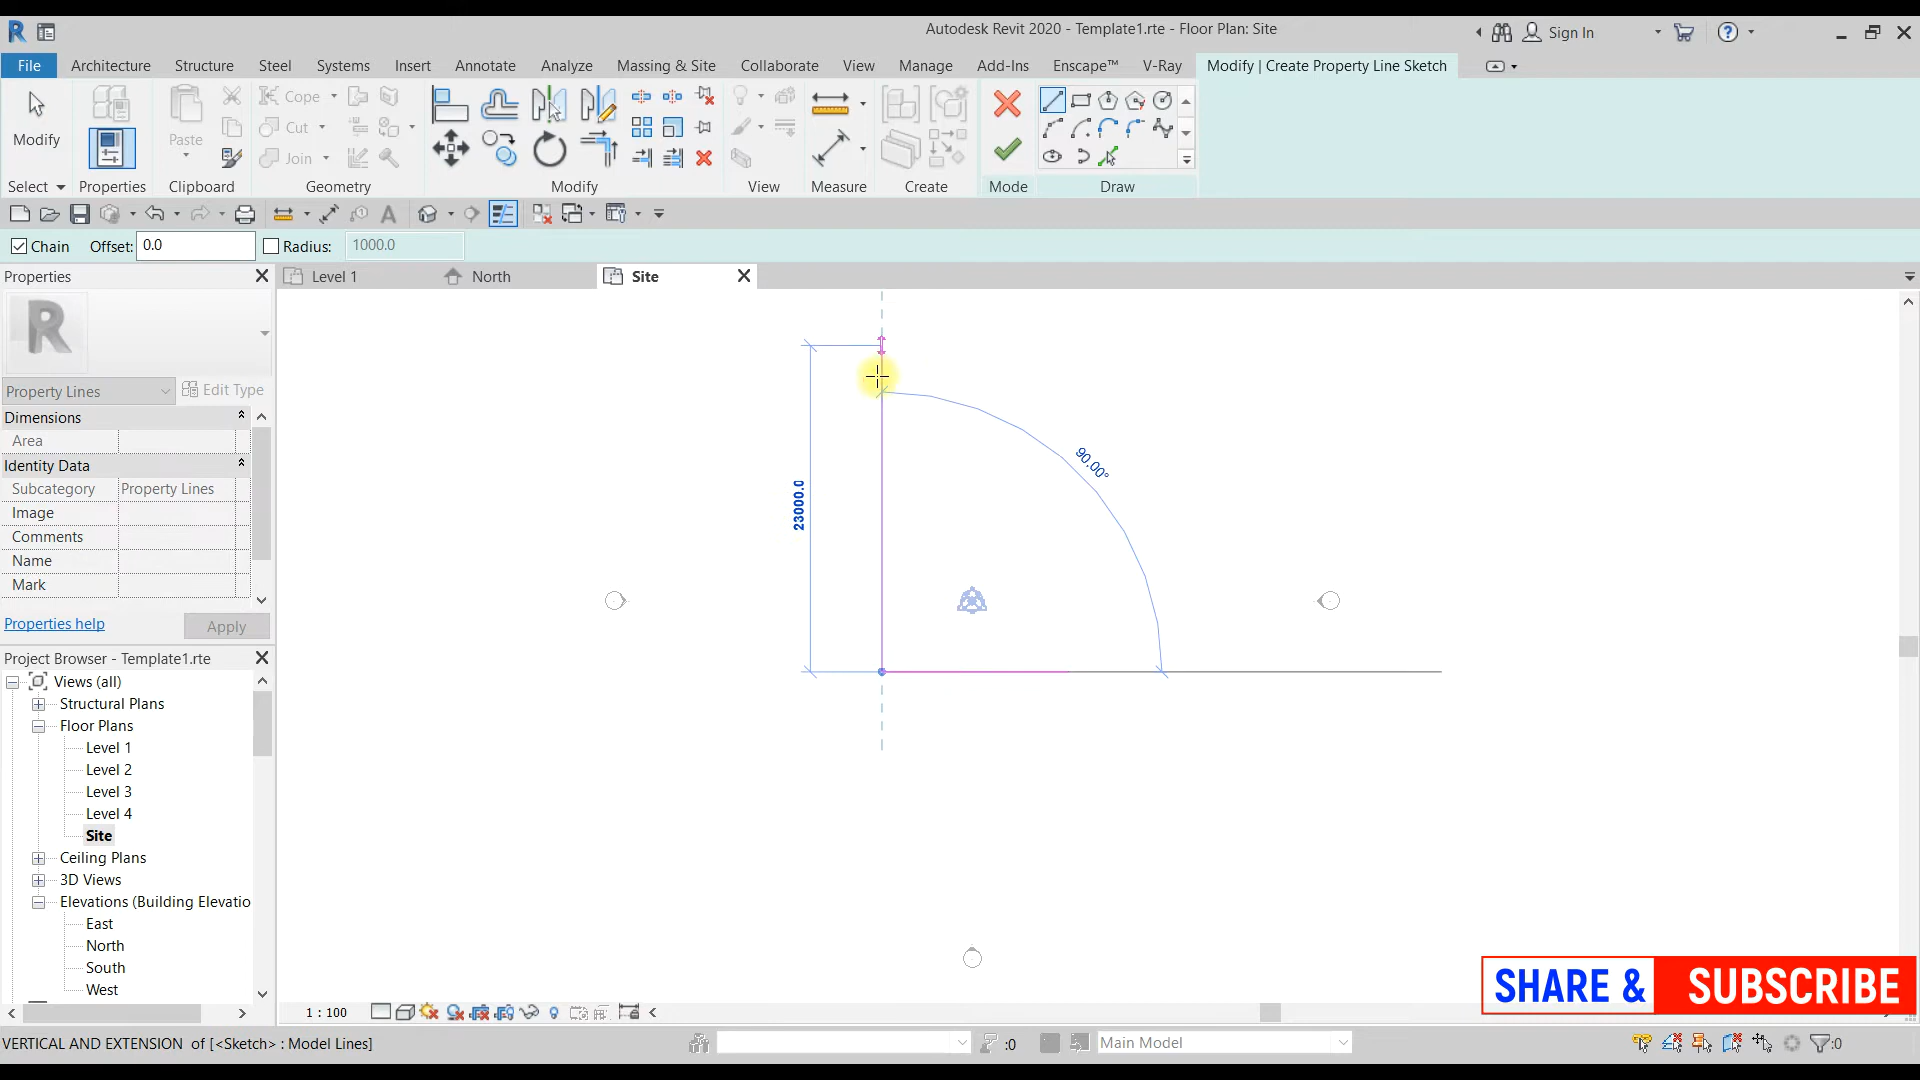 Autodesk Revit 2020 - Template1.rte - Floor Plan: Site
Sign In
File Architecture Structure Steel Systems Insert Annotate Analyze Massing & Site Collaborate View Manage Add-Ins Enscape™ V-Ray Modify | Create Property Line Sketch
Modify
Paste
Cope
Cut
Join
Select Properties Clipboard Geometry Modify View Measure Create Mode Draw
Chain Offset: 0.0 Radius: 1000.0
Properties
Level 1 North Site
R
Property Lines Edit Type
Dimensions
Area
Identity Data
Subcategory Property Lines
Image
Comments
Name
Mark
Properties help Apply
Project Browser - Template1.rte
Views (all)
Structural Plans
Floor Plans
Level 1
Level 2
Level 3
Level 4
Site
Ceiling Plans
3D Views
Elevations (Building Elevatio
East
North
South
West
23000.0
90.00°
SHARE & SUBSCRIBE
1 : 100
VERTICAL AND EXTENSION of [<Sketch> : Model Lines]
:0
Main Model
:0